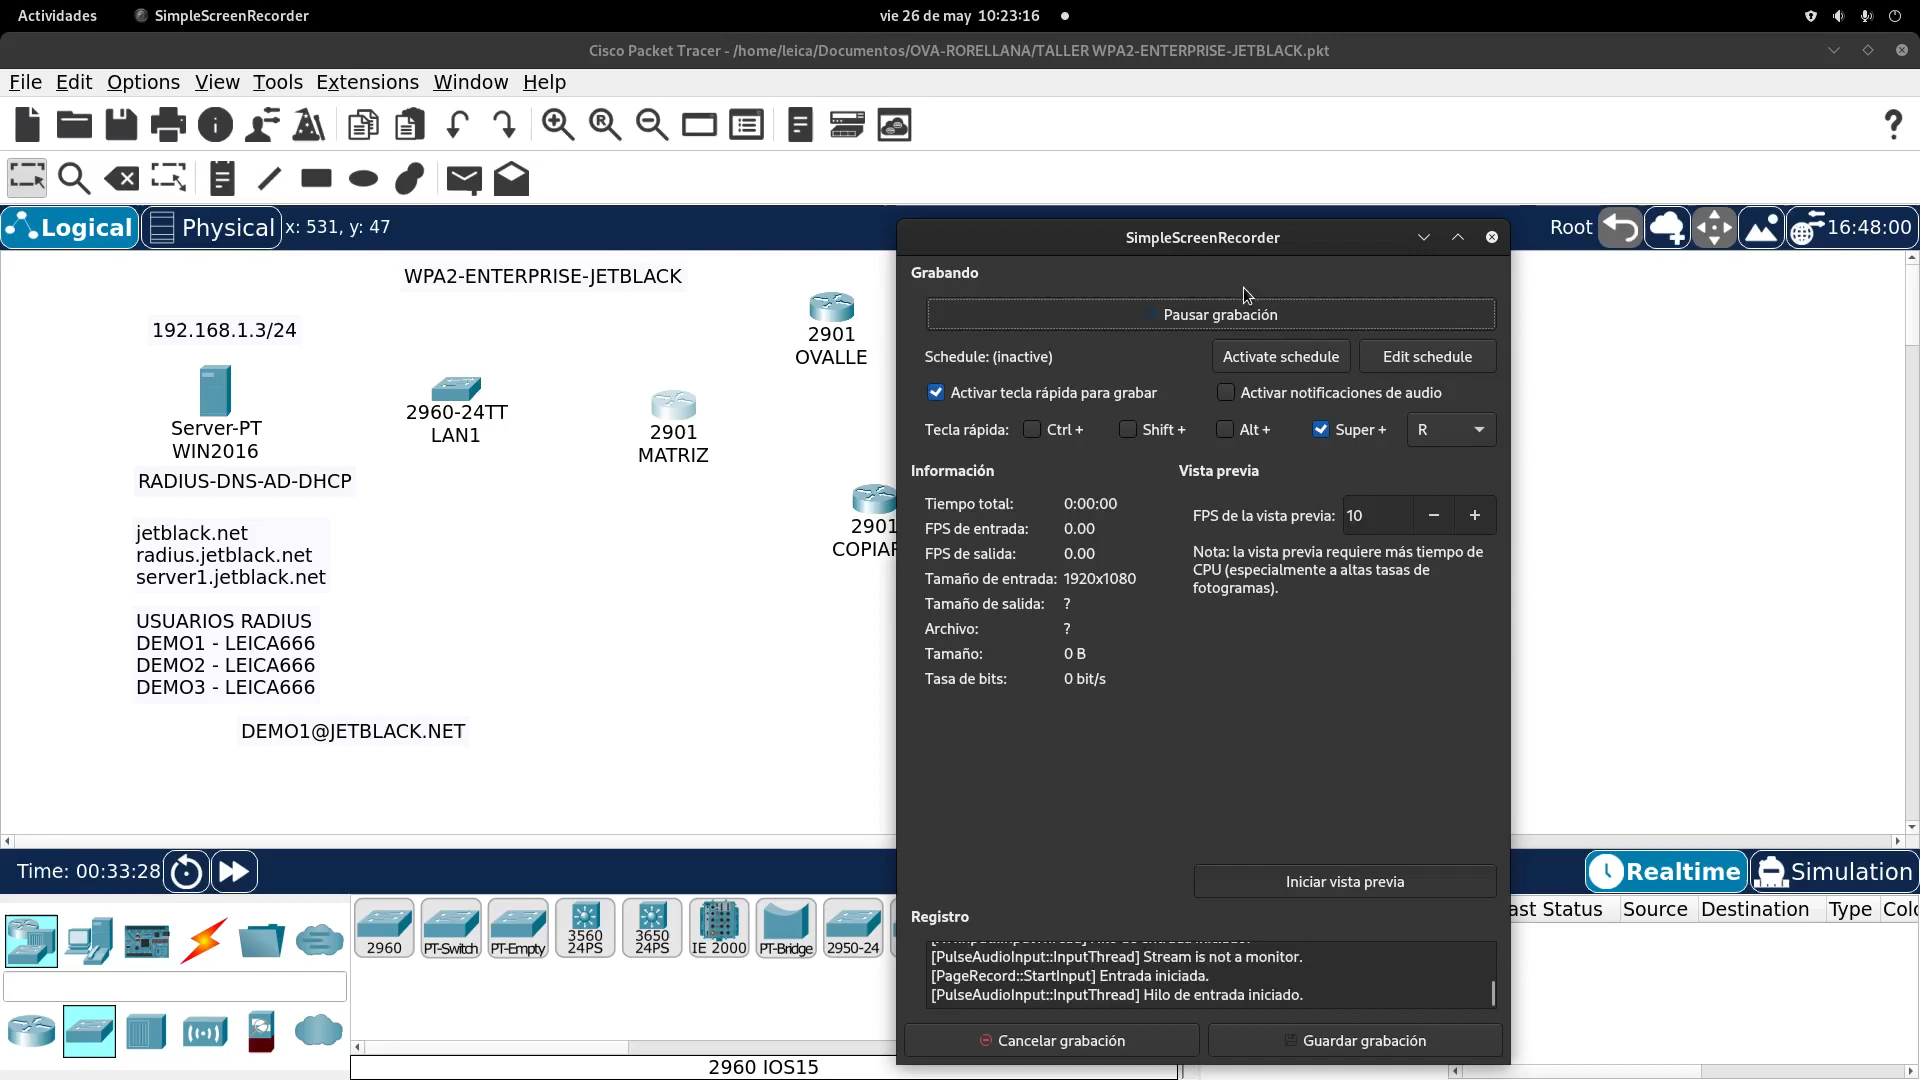 Actividades
SimpleScreenRecorder
vie 26 de may 10:23:16
Cisco Packet Tracer - /home/leica/Documentos/OVA-RORELLANA/TALLER WPA2-ENTERPRISE-JETBLACK.pkt
File Edit Options View Tools Extensions Window Help
Logical
Physical
x: 531, y: 47
Root
16:48:00
WPA2-ENTERPRISE-JETBLACK
192.168.1.3/24
Server-PT
WIN2016
RADIUS-DNS-AD-DHCP
2960-24TT
LAN1
2901
MATRIZ
2901
OVALLE
2901
COPIAP
jetblack.net
radius.jetblack.net
server1.jetblack.net
USUARIOS RADIUS
DEMO1 - LEICA666
DEMO2 - LEICA666
DEMO3 - LEICA666
DEMO1@JETBLACK.NET
SimpleScreenRecorder
Grabando
Pausar grabación
Schedule: (inactive)
Activate schedule
Edit schedule
Activar tecla rápida para grabar
Activar notificaciones de audio
Tecla rápida:
Ctrl +
Shift +
Alt +
Super +
R
Información
Tiempo total: 0:00:00
FPS de entrada: 0.00
FPS de salida: 0.00
Tamaño de entrada: 1920x1080
Tamaño de salida: ?
Archivo: ?
Tamaño: 0 B
Tasa de bits: 0 bit/s
Vista previa
FPS de la vista previa: 10
Nota: la vista previa requiere más tiempo de
CPU (especialmente a altas tasas de
fotogramas).
Iniciar vista previa
Registro
[PulseAudioInput::InputThread] Stream is not a monitor.
[PageRecord::StartInput] Entrada iniciada.
[PulseAudioInput::InputThread] Hilo de entrada iniciado.
Cancelar grabación
Guardar grabación
Time: 00:33:28
Realtime
Simulation
2960
PT-Switch
PT-Empty
3560
24PS
3650
24PS
IE 2000
PT-Bridge
2950-24
2960 IOS15
ast Status
Source
Destination
Type
Colo